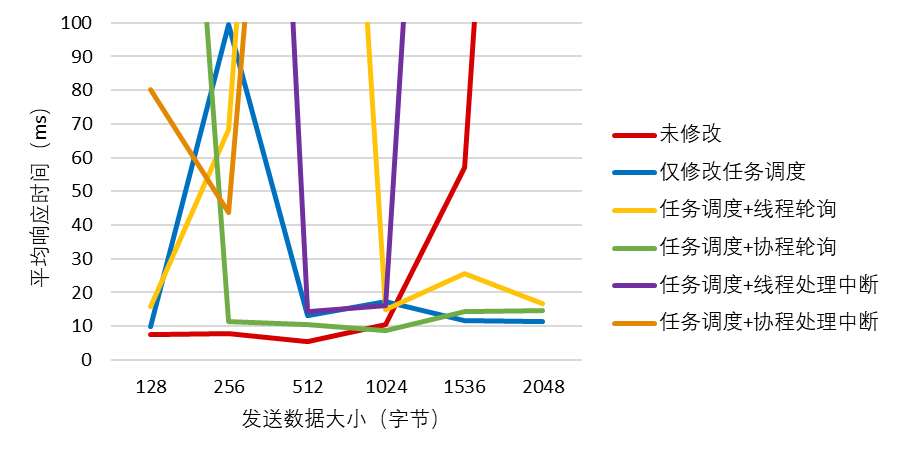 100
90
80
70
60
50
40
30
20
10
0
平均响应时间（ms）
128 256 512 1024 1536 2048
发送数据大小（字节）
未修改
仅修改任务调度
任务调度+线程轮询
任务调度+协程轮询
任务调度+线程处理中断
任务调度+协程处理中断